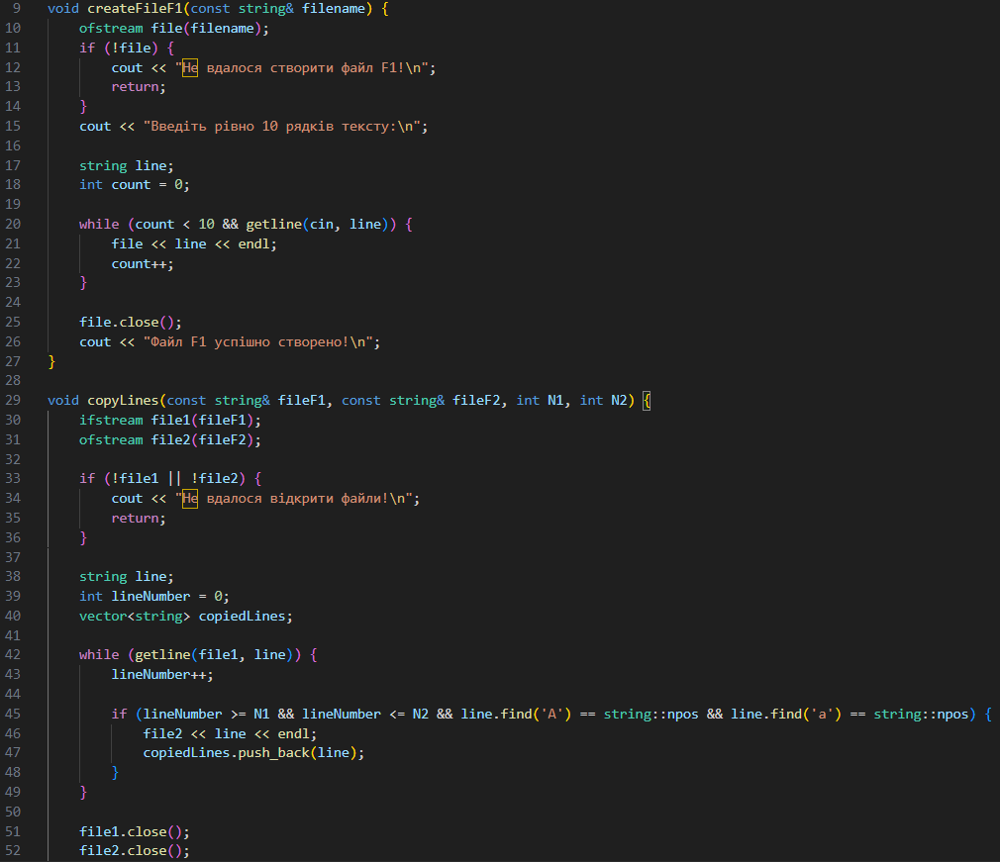 9 void createFileF1(const string& filename) {
10 ofstream file(filename);
11 if (!file) {
12 cout << "Не вдалося створити файл F1!\n";
13 return;
14 }
15 cout << "Введіть рівно 10 рядків тексту:\n";
16
17 string line;
18 int count = 0;
19
20 while (count < 10 && getline(cin, line)) {
21 file << line << endl;
22 count++;
23 }
24
25 file.close();
26 cout << "Файл F1 успішно створено!\n";
27 }
28
29 void copyLines(const string& fileF1, const string& fileF2, int N1, int N2) {
30 ifstream file1(fileF1);
31 ofstream file2(fileF2);
32
33 if (!file1 || !file2) {
34 cout << "Не вдалося відкрити файли!\n";
35 return;
36 }
37
38 string line;
39 int lineNumber = 0;
40 vector<string> copiedLines;
41
42 while (getline(file1, line)) {
43 lineNumber++;
44
45 if (lineNumber >= N1 && lineNumber <= N2 && line.find('A') == string::npos && line.find('a') == string::npos) {
46 file2 << line << endl;
47 copiedLines.push_back(line);
48 }
49 }
50
51 file1.close();
52 file2.close();